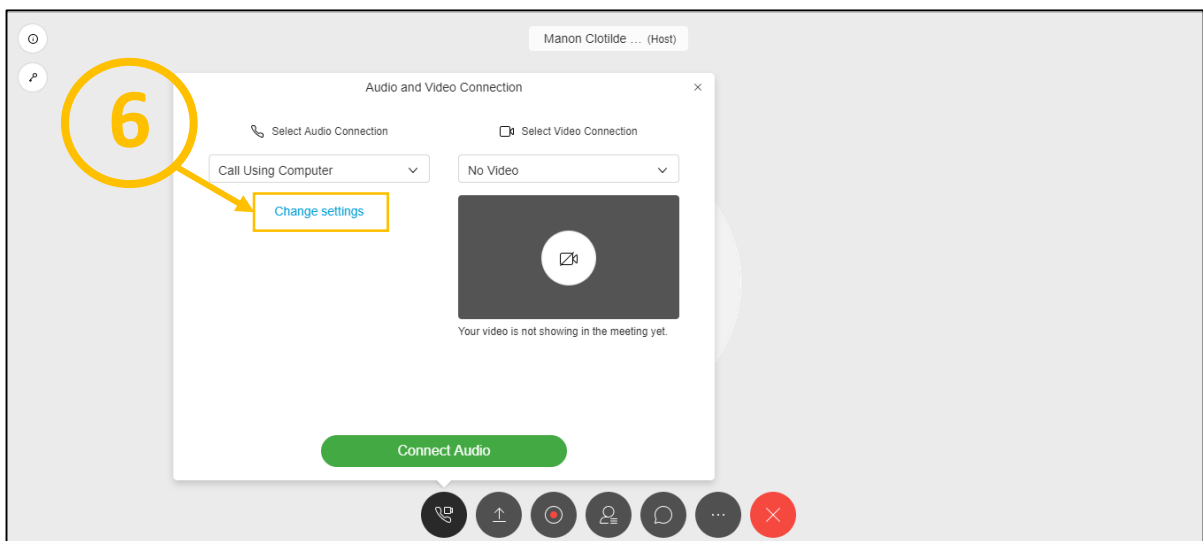 Manon Clotilde ... (Host)
Audio and Video Connection
6
Select Audio Connection
Select Video Connection
Call Using Computer
No Video
Change settings
Your video is not showing in the meeting yet.
Connect Audio